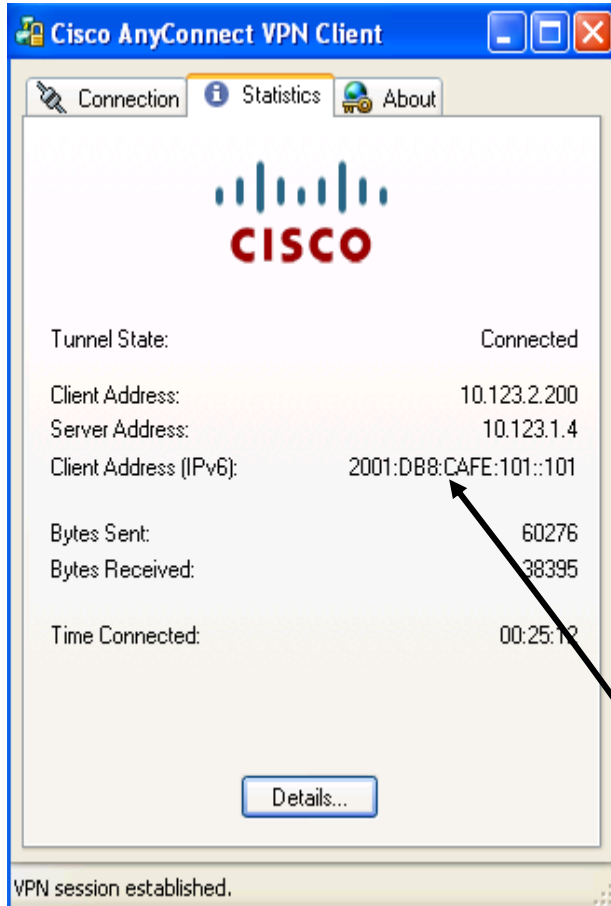 Cisco AnyConnect VPN Client
Connection Statistics About
CISCO
Tunnel State: Connected
Client Address: 10.123.2.200
Server Address: 10.123.1.4
Client Address (IPv6): 2001:DB8:CAFE:101::101
Bytes Sent: 60276
Bytes Received: 38395
Time Connected: 00:25:12
Details...
VPN session established.